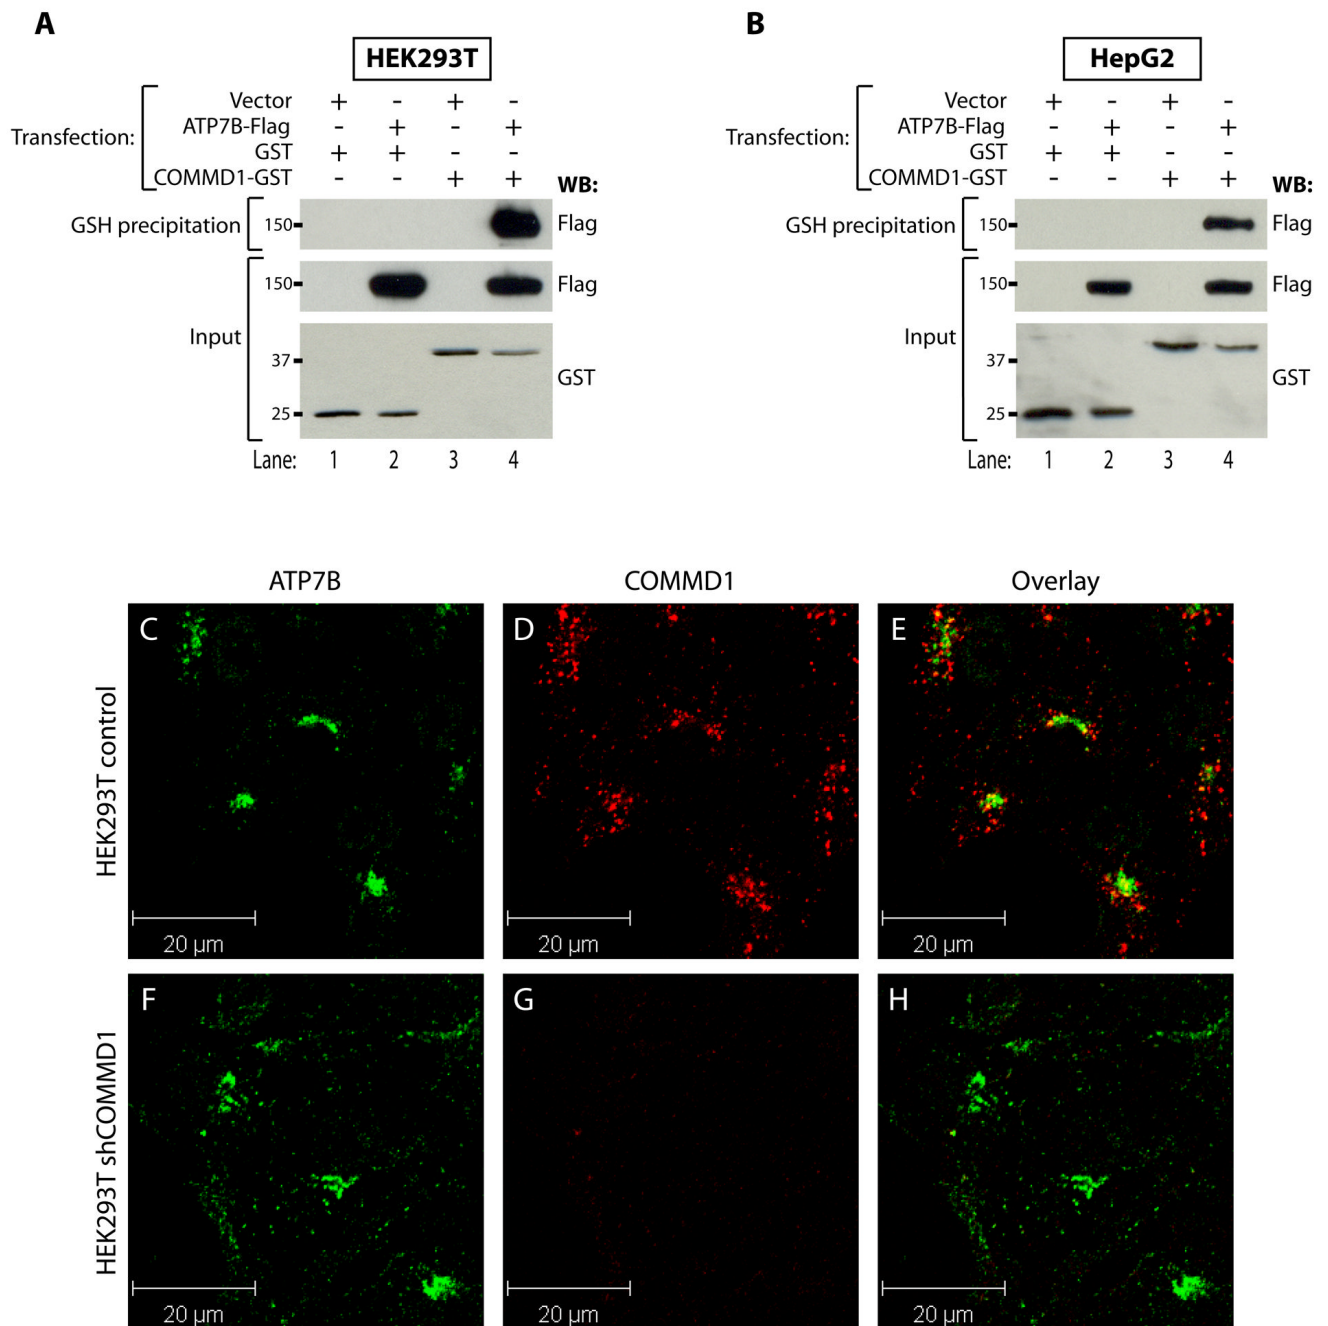 A
HEK293T
Transfection:
Vector + - + -
ATP7B-Flag - + - +
GST + + - -
COMMD1-GST - - + +
WB:
GSH precipitation 150 Flag
Input
150 Flag
37
25
GST
Lane: 1 2 3 4
B
HepG2
Transfection:
Vector + - + -
ATP7B-Flag - + - +
GST + + - -
COMMD1-GST - - + +
WB:
GSH precipitation 150 Flag
Input
150 Flag
37
25
GST
Lane: 1 2 3 4
ATP7B COMMD1 Overlay
HEK293T control
C D E
20 µm 20 µm 20 µm
HEK293T shCOMMD1
F G H
20 µm 20 µm 20 µm